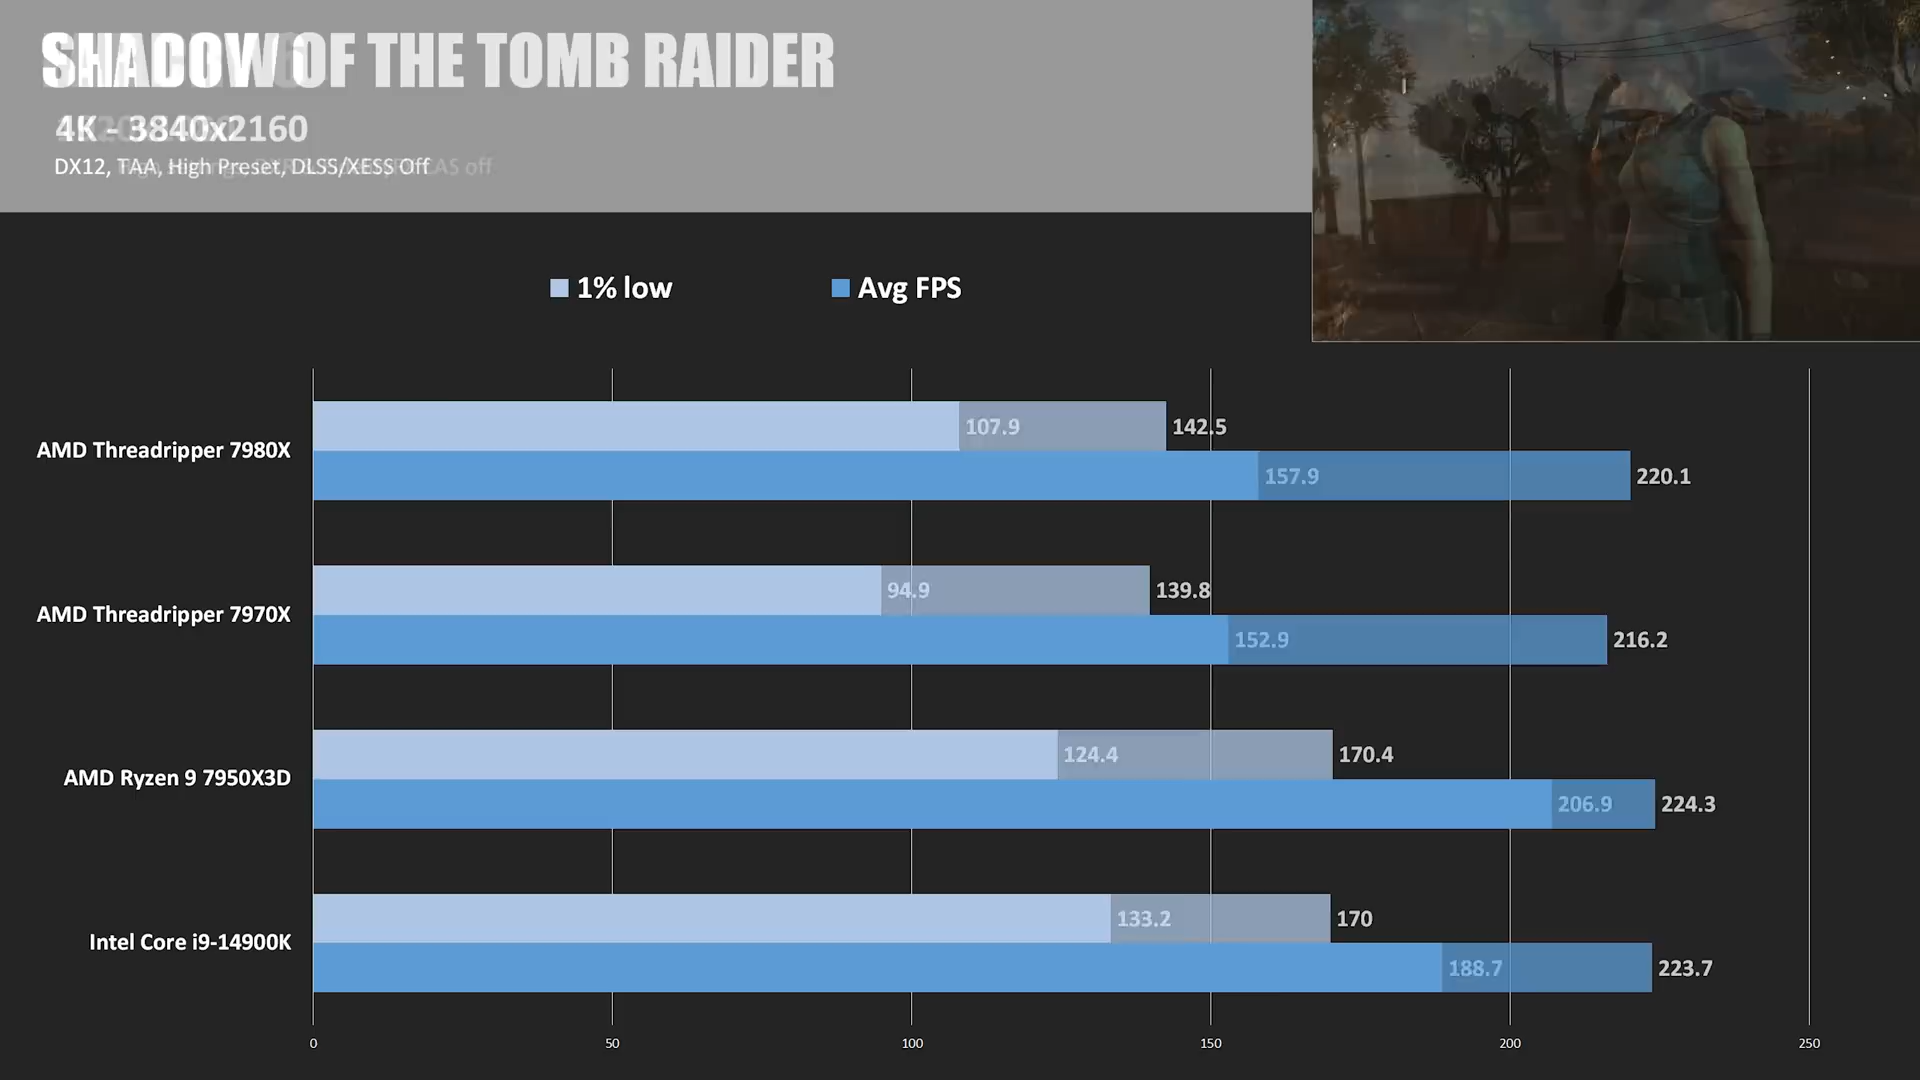 SHADOW OF THE TOMB RAIDER
4K - 3840x2160
DX12, TAA, High Preset, DLSS/XESS Off
1% low
Avg FPS
AMD Threadripper 7980X
107.9
142.5
157.9
220.1
AMD Threadripper 7970X
94.9
139.8
152.9
216.2
AMD Ryzen 9 7950X3D
124.4
170.4
206.9
224.3
Intel Core i9-14900K
133.2
170
188.7
223.7
0
50
100
150
200
250